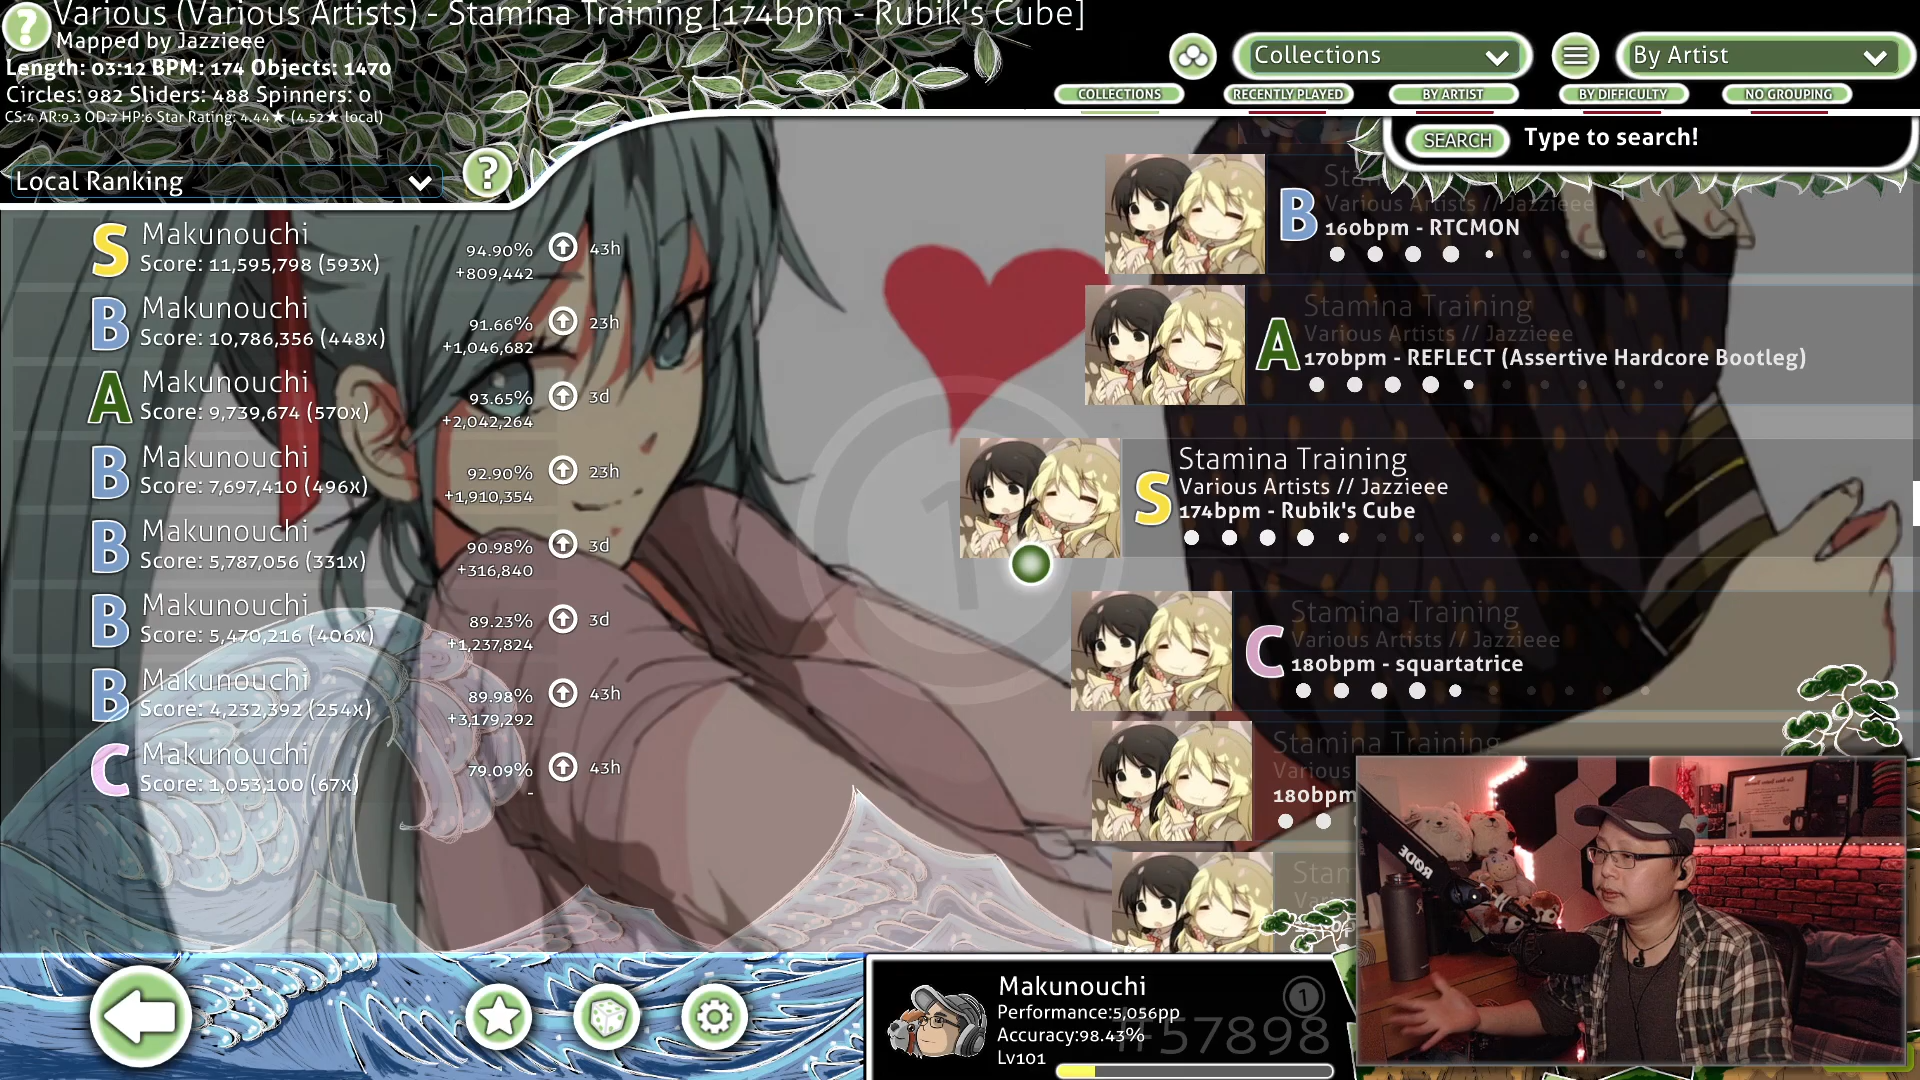 Various (Various Artists) - Stamina Training [174bpm - Rubik's Cube]
Mapped by Jazzieee
Length: 03:12 BPM: 174 Objects: 1470
Circles: 982 Sliders: 488 Spinners: 0
CS:4 AR:9.3 OD:7 HP:6 Star Rating: 4.44★ (4.52★ local)
Collections
By Artist
COLLECTIONS
RECENTLY PLAYED
BY ARTIST
BY DIFFICULTY
NO GROUPING
SEARCH
Type to search!
Local Ranking
?
?
S
Makunouchi
Score: 11,595,798 (593x)
94.90%
+809,442
43h
B
Makunouchi
Score: 10,786,356 (448x)
91.66%
+1,046,682
23h
A
Makunouchi
Score: 9,739,674 (570x)
93.65%
+2,042,264
3d
B
Makunouchi
Score: 7,697,410 (496x)
92.90%
+1,910,354
23h
B
Makunouchi
Score: 5,787,056 (331x)
90.98%
+316,840
3d
B
Makunouchi
Score: 5,470,216 (406x)
89.23%
+1,237,824
3d
B
Makunouchi
Score: 4,232,392 (254x)
89.98%
+3,179,292
43h
C
Makunouchi
Score: 1,053,100 (67x)
79.09%
-
43h
B
Various Artists // Jazzieee
160bpm - RTCMON
A
Stamina Training
Various Artists // Jazzieee
170bpm - REFLECT (Assertive Hardcore Bootleg)
S
Stamina Training
Various Artists // Jazzieee
174bpm - Rubik's Cube
C
Stamina Training
Various Artists // Jazzieee
180bpm - squartatrice
Stamina Training
Various
180bpm
Stam
RØDE
Makunouchi
Performance:5,056pp
Accuracy:98.43%
Lv101
#57898
1
1